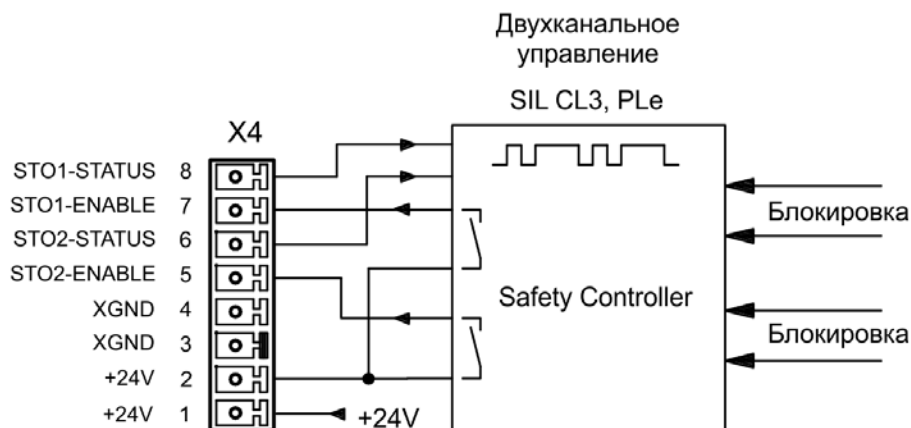 Двухканальное
управление
SIL CL3, PLe
X4
STO1-STATUS 8
STO1-ENABLE 7
STO2-STATUS 6
STO2-ENABLE 5
XGND 4
XGND 3
+24V 2
+24V 1
+24V
Safety Controller
Блокировка
Блокировка